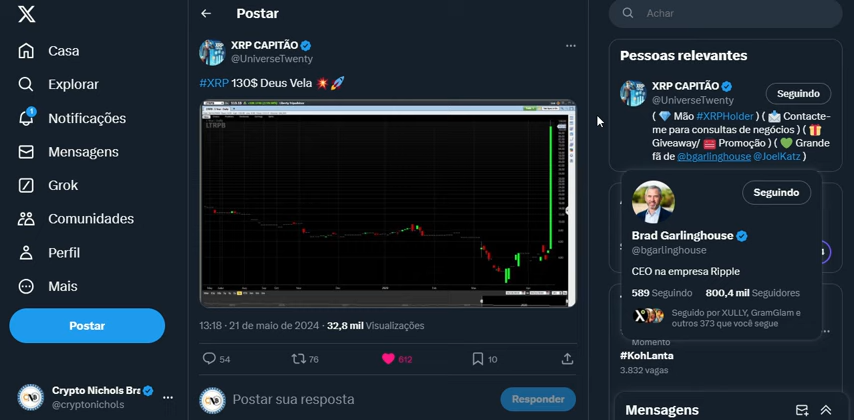 Casa
Explorar
1
Notificações
Mensagens
Grok
Comunidades
Perfil
Mais
Postar
Crypto Nichols Bra
@cryptonichols
Postar
XRP CAPITÃO
@UniverseTwenty
#XRP 130$ Deus Vela 💥🚀
LTRPB
13:18 · 21 de maio de 2024 · 32,8 mil Visualizações
54
76
612
10
Postar sua resposta
Responder
Achar
Pessoas relevantes
XRP CAPITÃO
@UniverseTwenty
Seguindo
( 💎 Mão #XRPHolder ) ( 📩 Contacte-
me para consultas de negócios ) ( 🎁
Giveaway/ 🧰 Promoção ) ( 💚 Grande
fã de @bgarlinghouse @JoelKatz )
Seguindo
Brad Garlinghouse
@bgarlinghouse
CEO na empresa Ripple
589 Seguindo 800,4 mil Seguidores
Seguido por XULLY, GramGlam e
outros 373 que você segue
Momento
#KohLanta
3.832 vagas
Mensagens